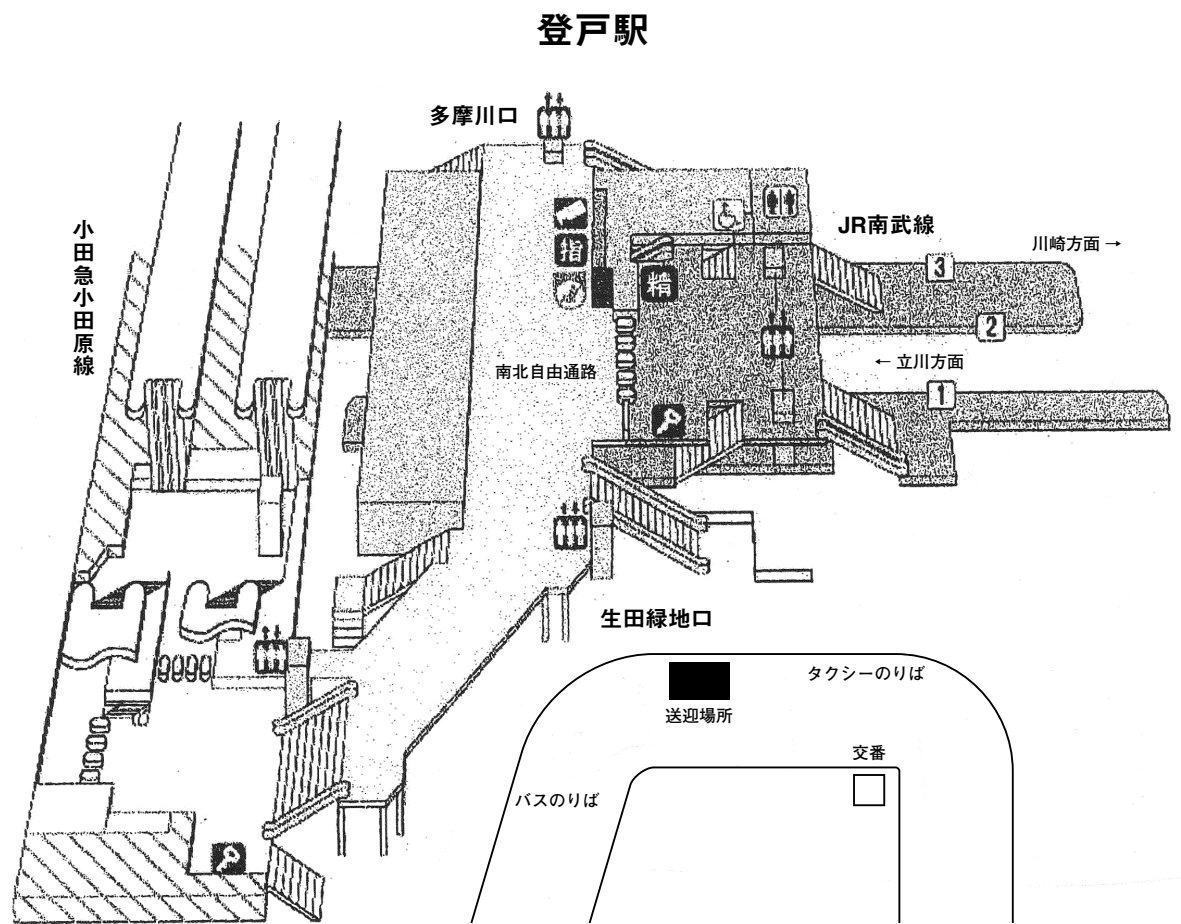 登戸駅
多摩川口
小田急小田原線
指
精
JR南武線
川崎方面 →
3
2
← 立川方面
1
南北自由通路
生田緑地口
タクシーのりば
送迎場所
交番
バスのりば